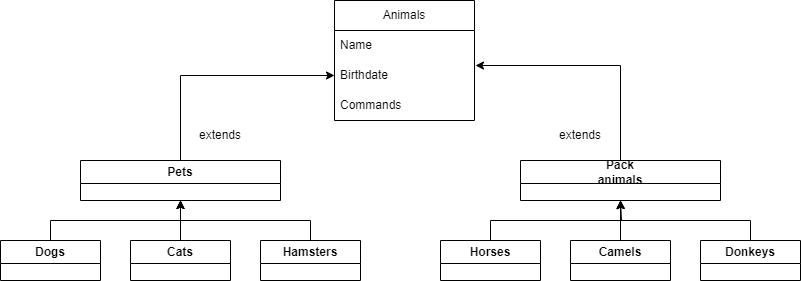 Animals
Name
Birthdate
Commands
extends
extends
Pets
Pack
animals
Dogs
Cats
Hamsters
Horses
Camels
Donkeys